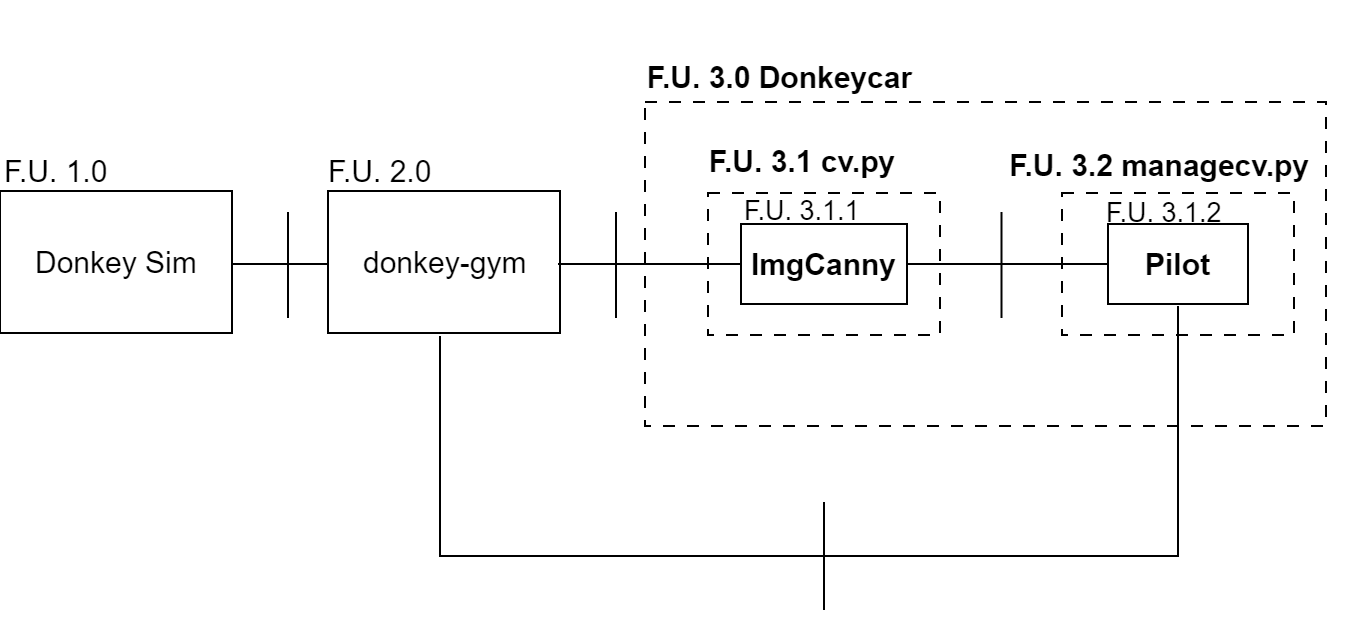 F.U. 3.0 Donkeycar
F.U. 1.0
F.U. 2.0
F.U. 3.1 cv.py
F.U. 3.2 managecv.py
F.U. 3.1.1
F.U. 3.1.2
Donkey Sim
donkey-gym
ImgCanny
Pilot